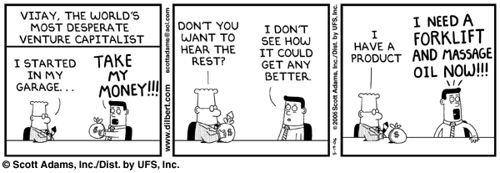 VIJAY, THE WORLD'S
MOST DESPERATE
VENTURE CAPITALIST
I STARTED
IN MY
GARAGE...
TAKE
MY
MONEY!!!
www.dilbert.com
scottadams@aol.com
DON'T YOU
WANT TO
HEAR THE
REST?
I DON'T
SEE HOW
IT COULD
GET ANY
BETTER.
© 2006 Scott Adams, Inc./Dist. by UFS, Inc.
I
HAVE A
PRODUCT
I NEED A
FORKLIFT
AND MASSAGE
OIL NOW!!!
© Scott Adams, Inc./Dist. by UFS, Inc.